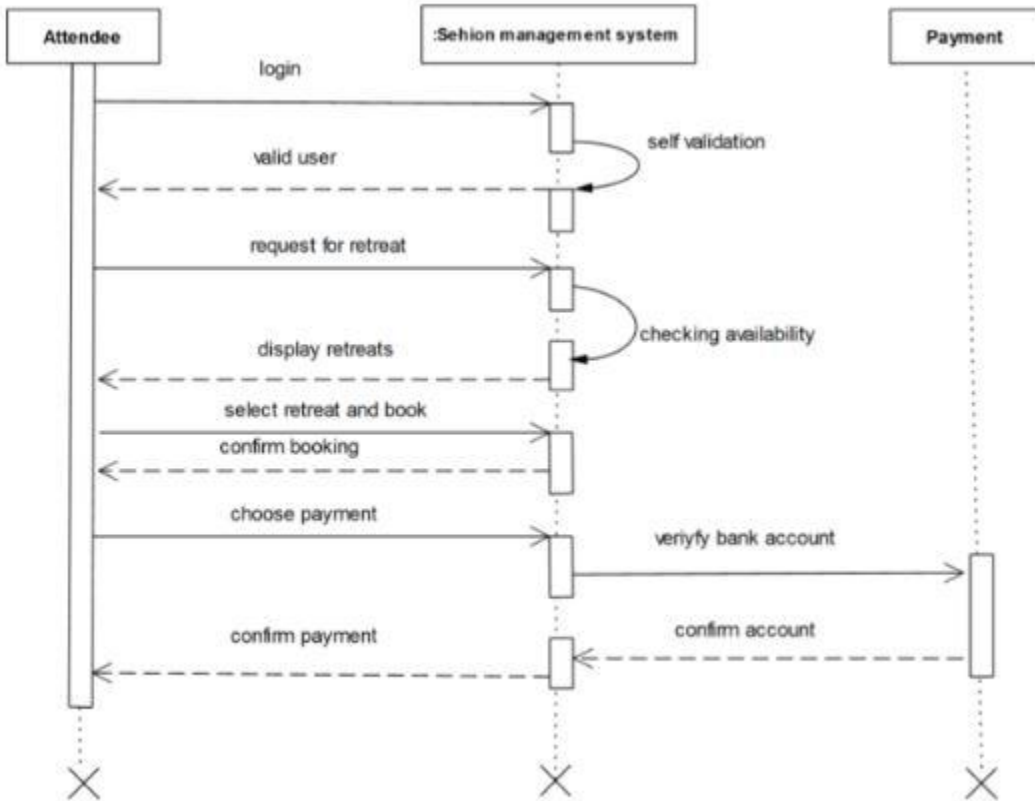 Attendee
:Sehion management system
Payment
login
self validation
valid user
request for retreat
checking availability
display retreats
select retreat and book
confirm booking
choose payment
veriyfy bank account
confirm account
confirm payment